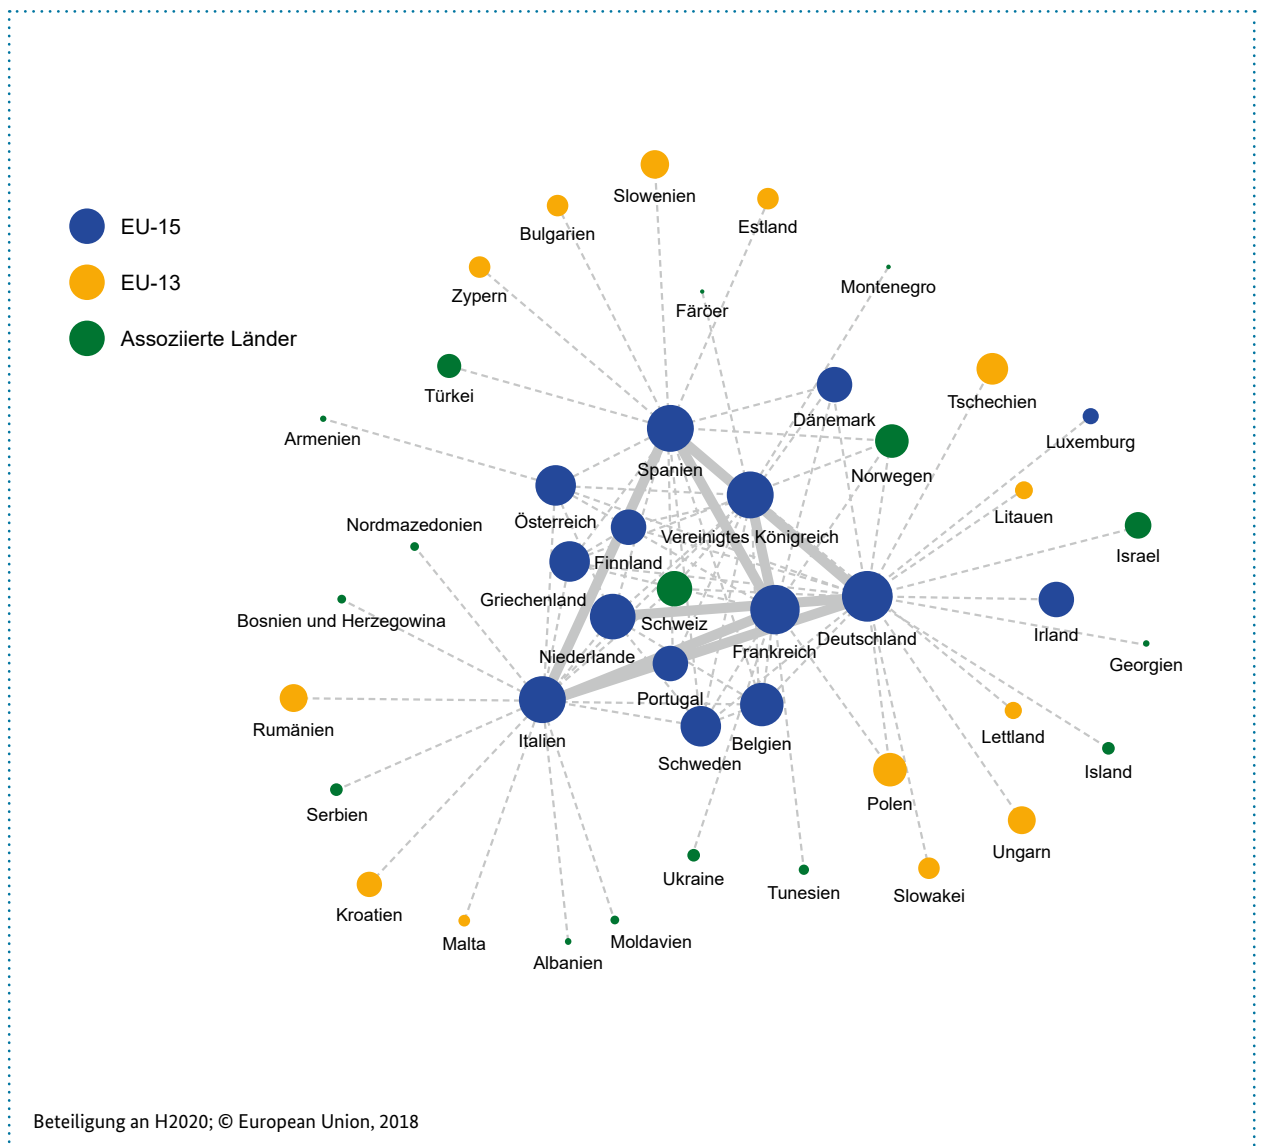 Slowenien
EU-15
Bulgarien
Estland
EU-13
Zypern
Montenegro
Färöer
Assoziierte Länder
Türkei
Tschechien
Dänemark
Armenien
Luxemburg
Spanien
Norwegen
Österreich
Litauen
Nordmazedonien
Vereinigtes Königreich
Israel
Finnland
Griechenland
Bosnien und Herzegowina
Schweiz
Irland
Deutschland
Niederlande
Frankreich
Georgien
Portugal
Rumänien
Italien
Belgien
Lettland
Schweden
Island
Polen
Serbien
Ungarn
Ukraine
Tunesien
Slowakei
Kroatien
Malta
Moldavien
Albanien
Beteiligung an H2020; © European Union, 2018